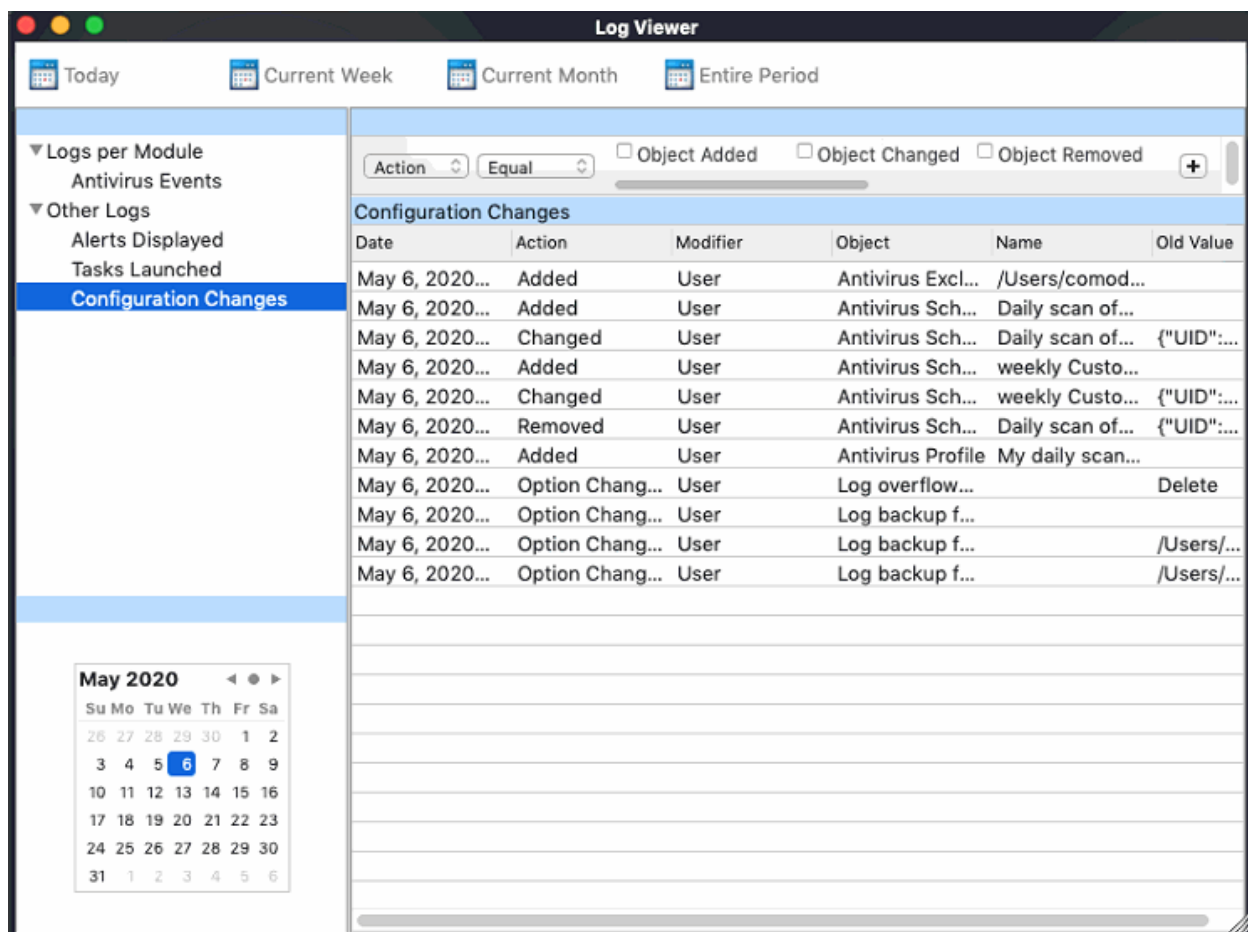 Log Viewer
Today Current Week Current Month Entire Period
Logs per Module
Antivirus Events
Other Logs
Alerts Displayed
Tasks Launched
Configuration Changes
Action Equal Object Added Object Changed Object Removed +
Configuration Changes
Date Action Modifier Object Name Old Value
May 6, 2020... Added User Antivirus Excl... /Users/comod...
May 6, 2020... Added User Antivirus Sch... Daily scan of...
May 6, 2020... Changed User Antivirus Sch... Daily scan of... {"UID":...
May 6, 2020... Added User Antivirus Sch... weekly Custo...
May 6, 2020... Changed User Antivirus Sch... weekly Custo... {"UID":...
May 6, 2020... Removed User Antivirus Sch... Daily scan of... {"UID":...
May 6, 2020... Added User Antivirus Profile My daily scan...
May 6, 2020... Option Chang... User Log overflow... Delete
May 6, 2020... Option Chang... User Log backup f...
May 6, 2020... Option Chang... User Log backup f... /Users/...
May 6, 2020... Option Chang... User Log backup f... /Users/...
May 2020
Su Mo Tu We Th Fr Sa
26 27 28 29 30 1 2
3 4 5 6 7 8 9
10 11 12 13 14 15 16
17 18 19 20 21 22 23
24 25 26 27 28 29 30
31 1 2 3 4 5 6